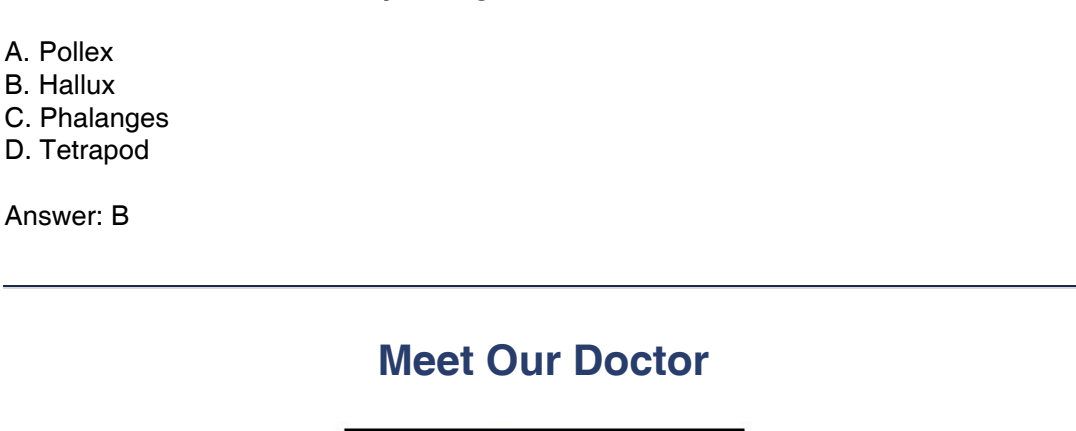 A. Pollex
B. Hallux
C. Phalanges
D. Tetrapod
Answer: B
Meet Our Doctor